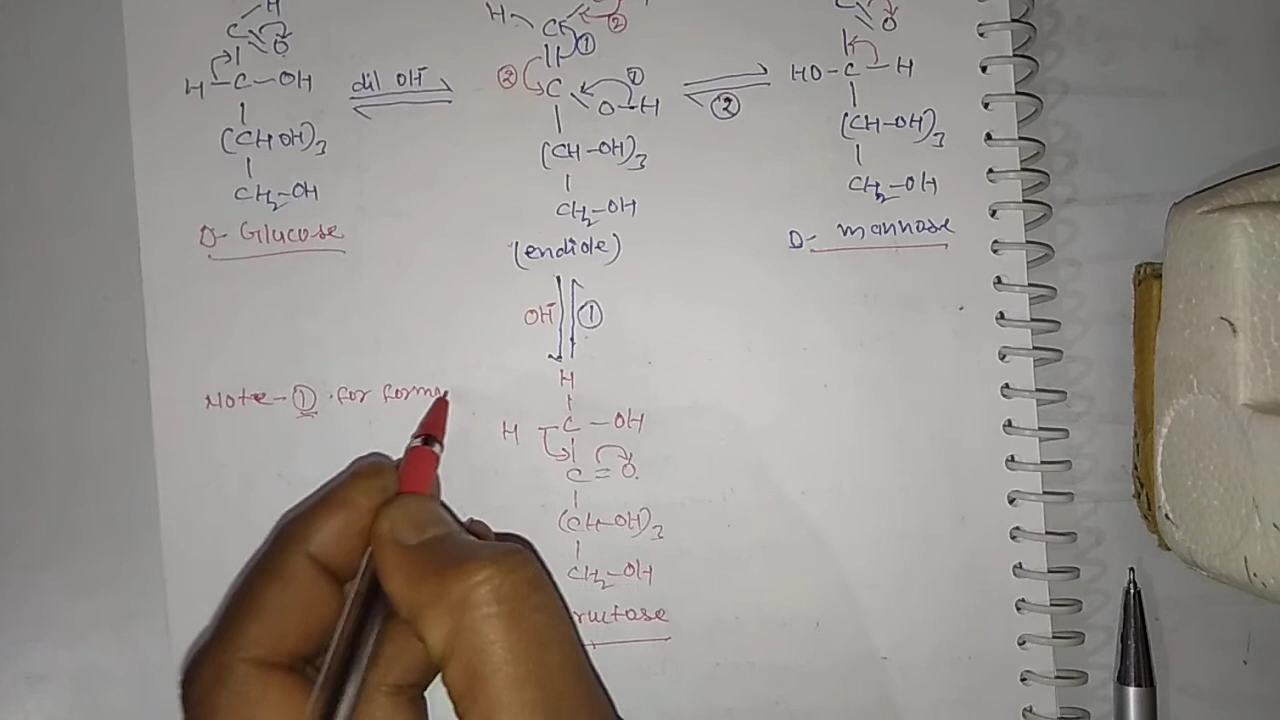 H
C
O
H-C-OH
(CHOH)3
CH2-OH
D- Glucose
dil OH-
H
C
②
①
②
C
①
O-H
(CH-OH)3
CH2-OH
(endiole)
②
C
O
HO-C-H
(CH-OH)3
CH2-OH
D- mannose
OH-
①
H
H C-OH
C=O
(CH-OH)3
CH2-OH
ructose
Note-① for forma